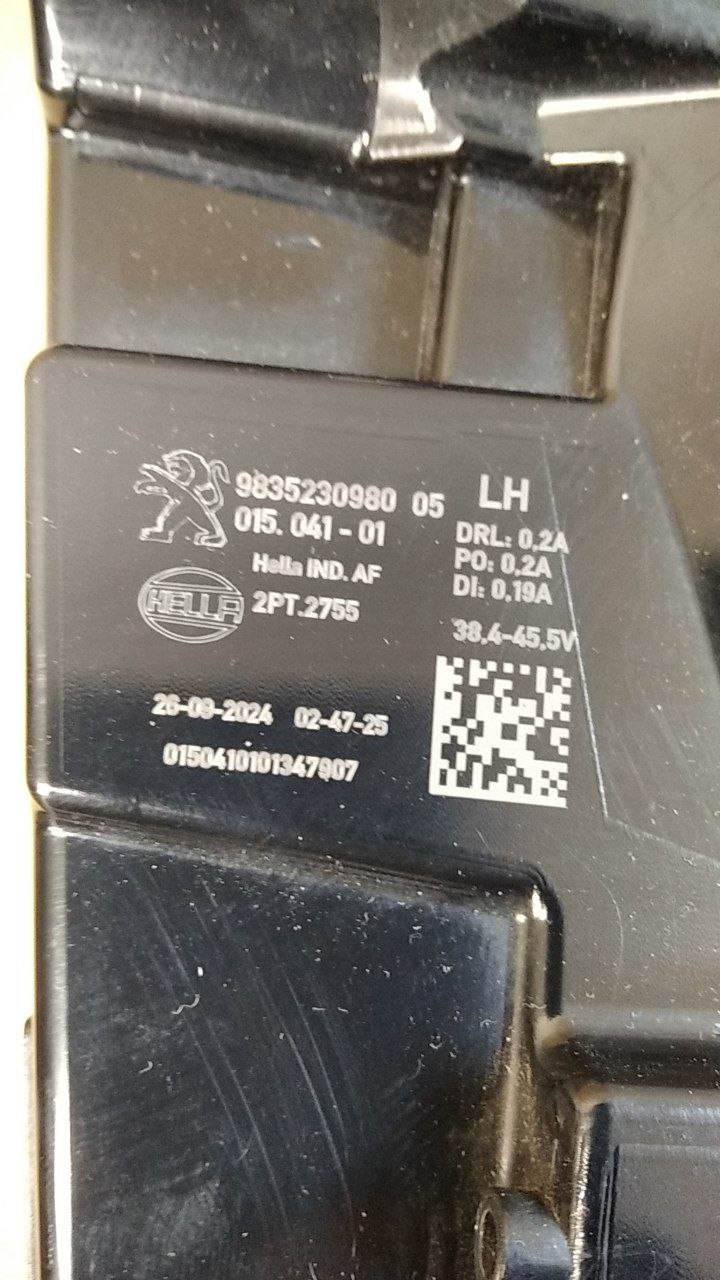 9835230980 05 LH
015. 041 - 01
DRL: 0,2A
PO: 0,2A
DI: 0,19A
Hella IND. AF
HELLA 2PT.2755
38,4-45,5V
26-09-2024 02-47-25
0150410101347907